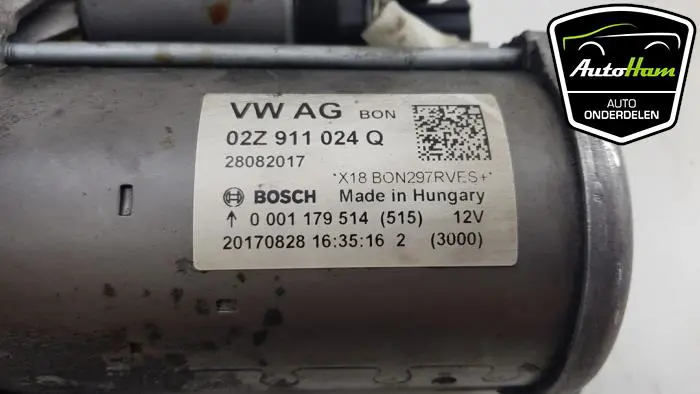 VW AG BON
02Z 911 024 Q
28082017
*X18 BON297RVES+*
BOSCH Made in Hungary
↑ 0 001 179 514 (515) 12V
20170828 16:35:16 2 (3000)
AutoHam
AUTO
ONDERDELEN